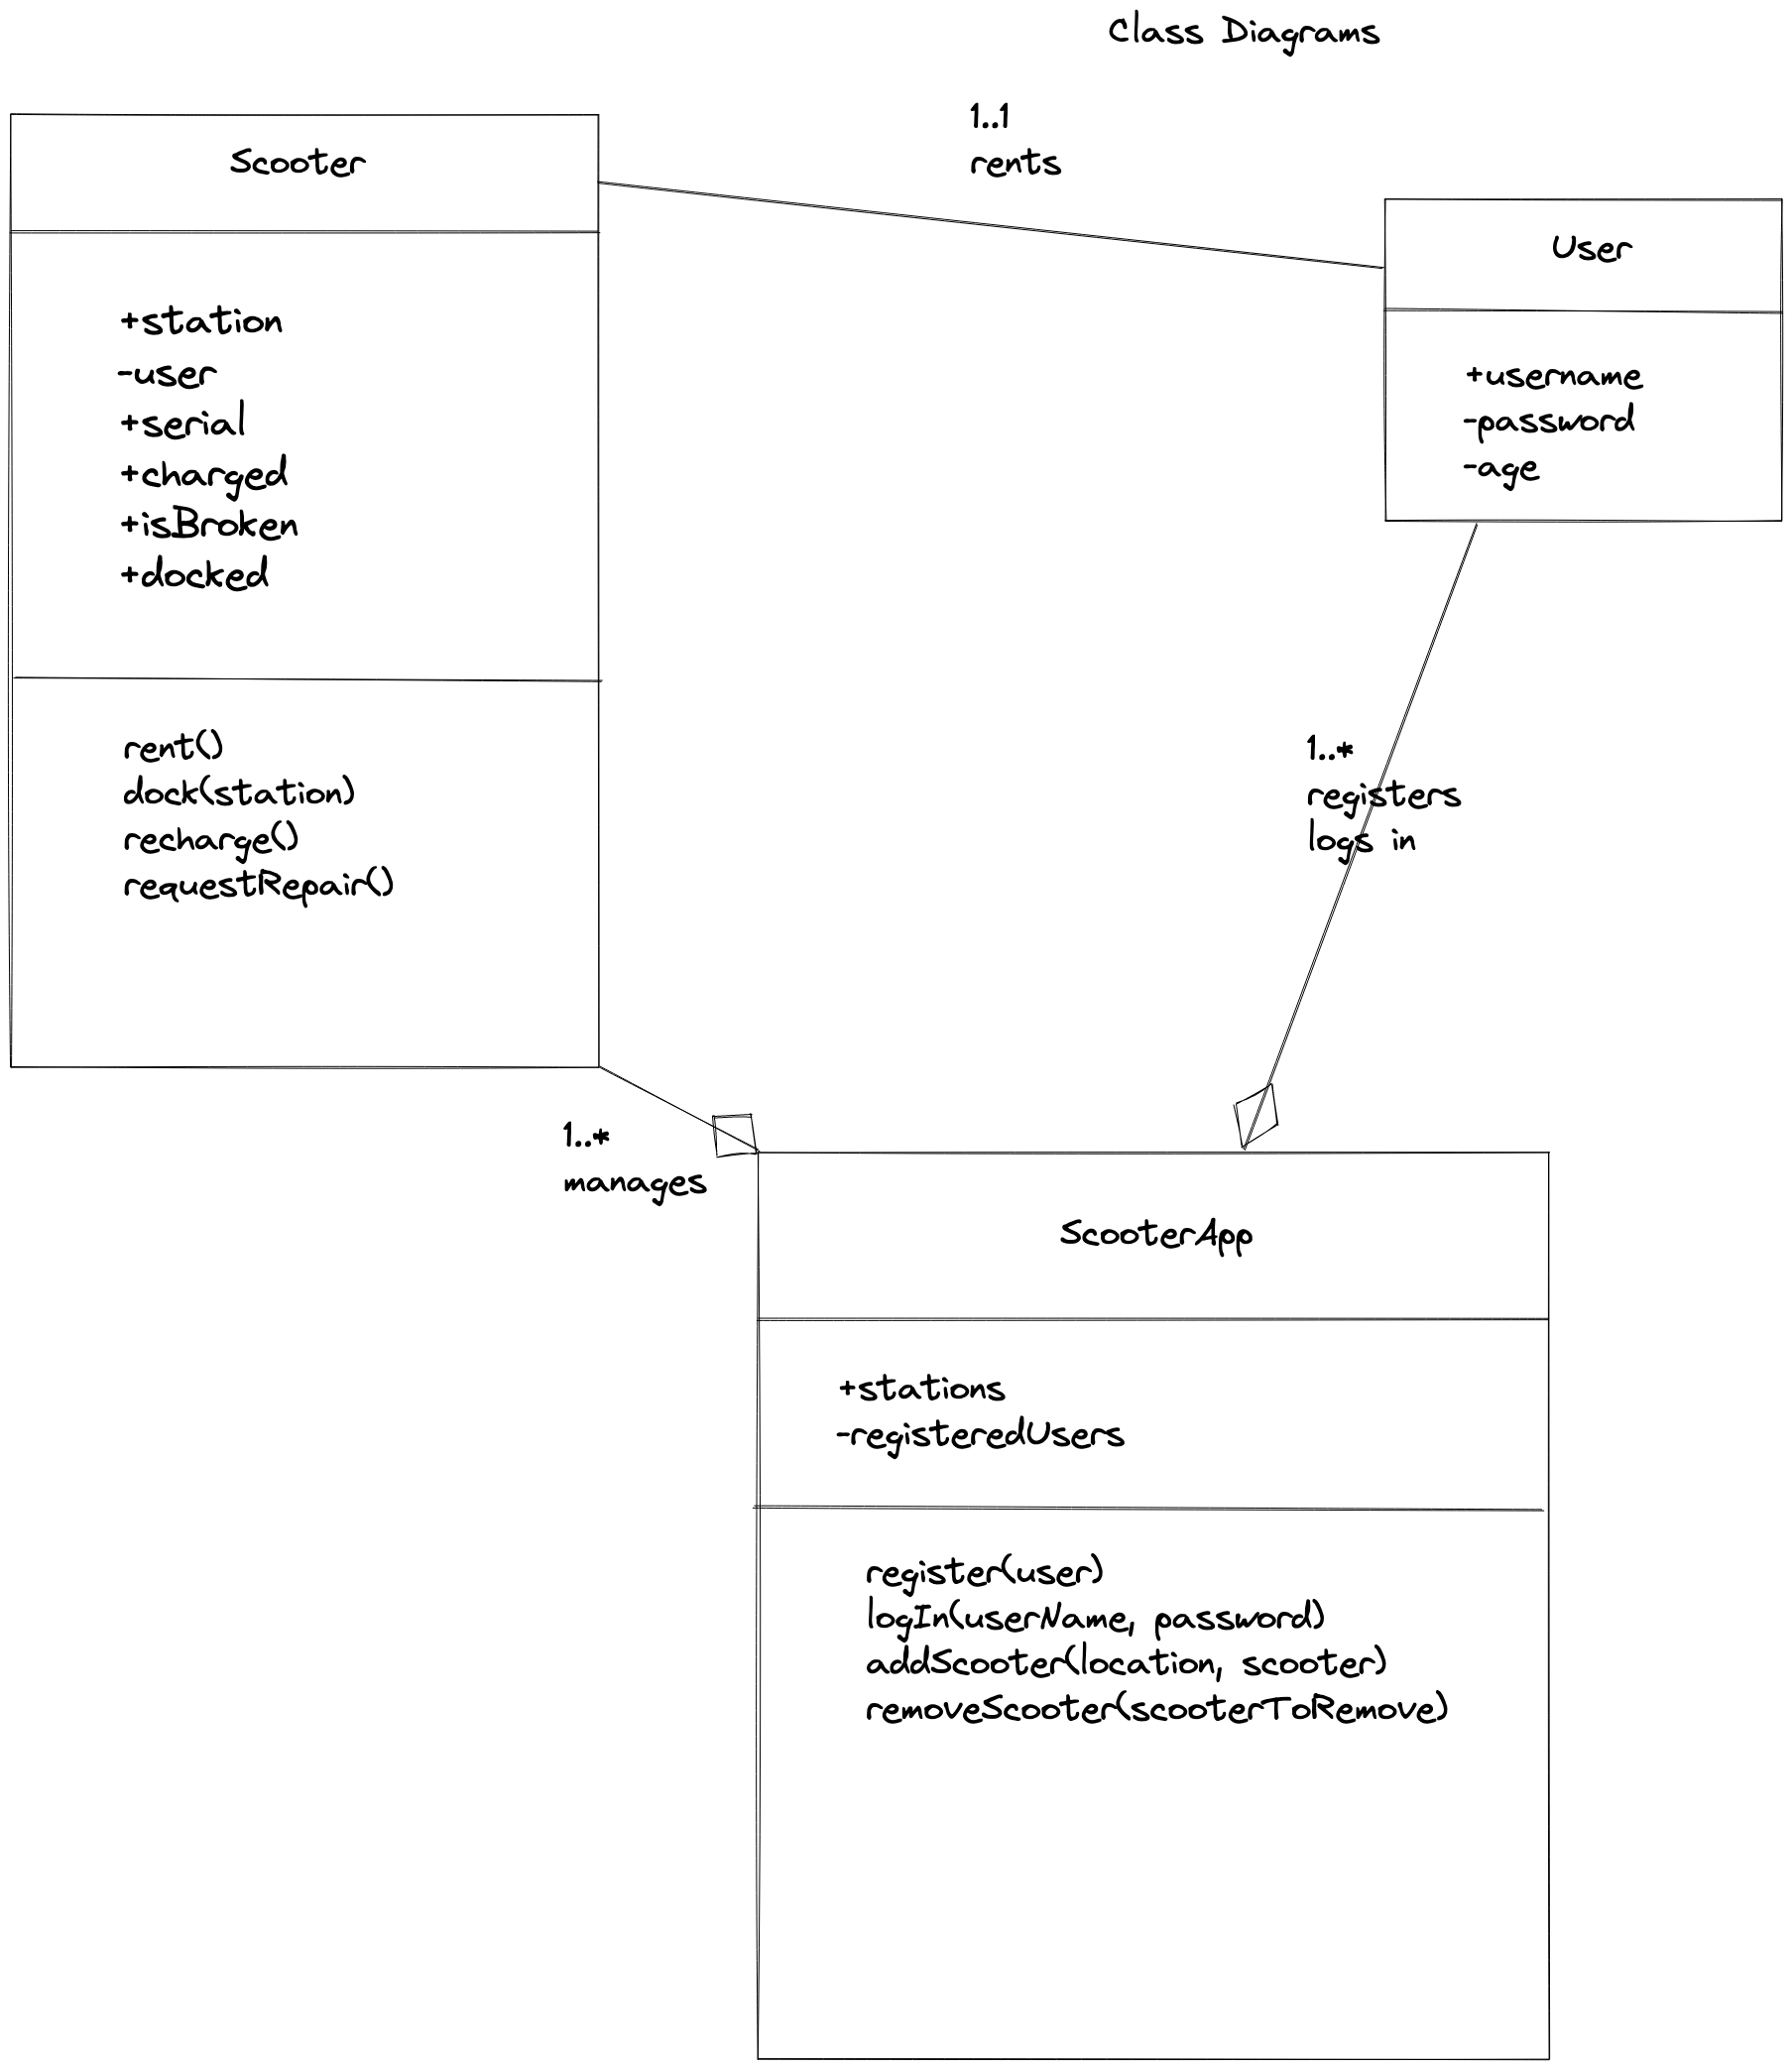 Class Diagrams
1..1
rents
Scooter
+station
-user
+serial
+charged
+isBroken
+docked
rent()
dock(station)
recharge()
requestRepair()
User
+username
-password
-age
1..*
registers
logs in
1..*
manages
ScooterApp
+stations
-registeredUsers
register(user)
logIn(userName, password)
addScooter(location, scooter)
removeScooter(scooterToRemove)